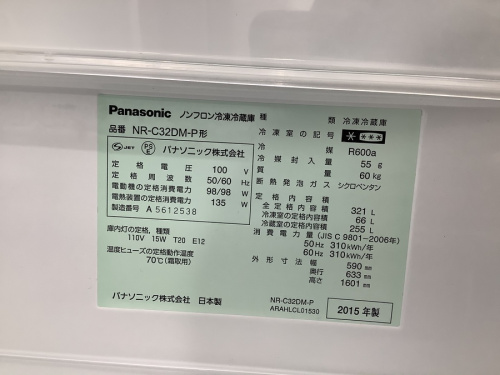 Panasonic ノンフロン冷凍冷蔵庫
品番 NR-C32DM-P形
JET PS E パナソニック株式会社
定格電圧 100 V
定格周波数 50/60 Hz
電動機の定格消費電力 98/98 W
電熱装置の定格消費電力 135 W
製造番号 A 5612538
庫内灯の定格、種類
110V 15W T20 E12
温度ヒューズの定格動作温度
70℃(霜取用)
パナソニック株式会社 日本製
種類 冷凍冷蔵庫
冷凍室の記号
冷媒 R600a
冷媒封入量 55 g
質量 60 kg
断熱発泡ガス シクロペンタン
全定格内容積 321 L
冷凍室の定格内容積 66 L
冷蔵室の定格内容積 255 L
消費電力量(JIS C 9801-2006年)
50Hz 310 kWh/年
60Hz 310 kWh/年
外形寸法 幅 590 mm
奥行 633 mm
高さ 1601 mm
NR-C32DM-P
ARAHLCL01530
2015年製